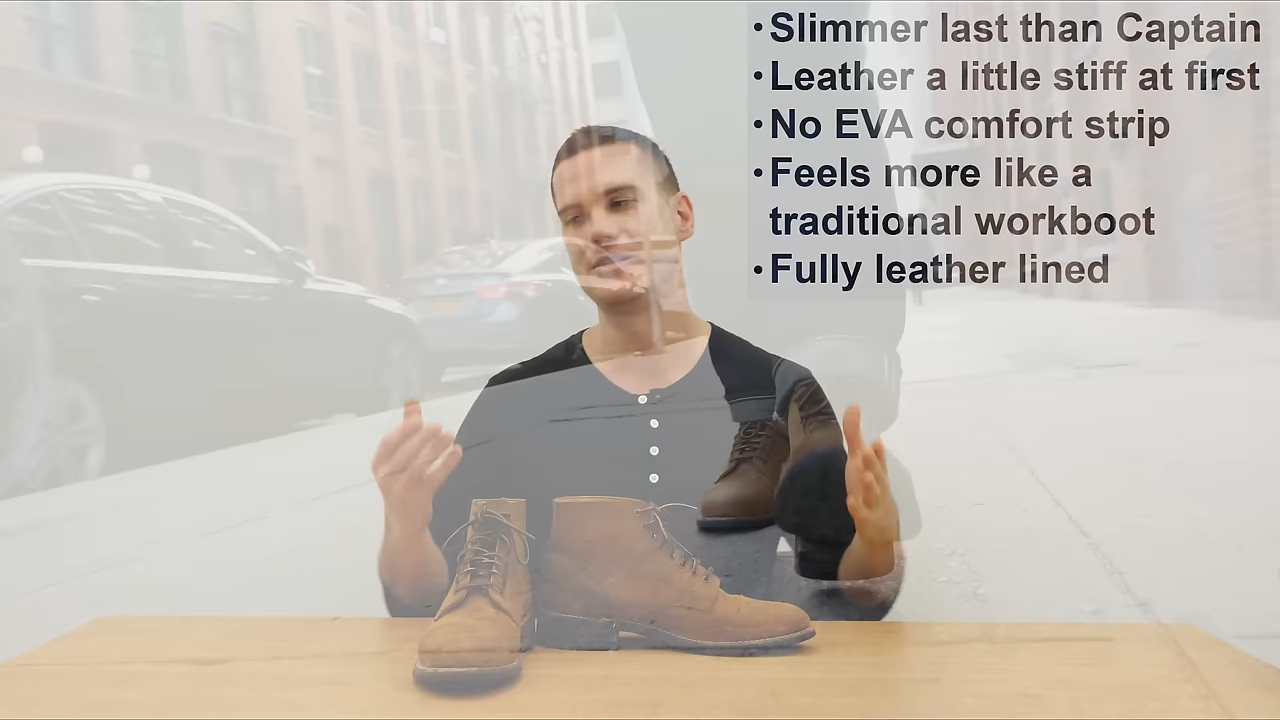 • Slimmer last than Captain
• Leather a little stiff at first
• No EVA comfort strip
• Feels more like a
traditional workboot
• Fully leather lined